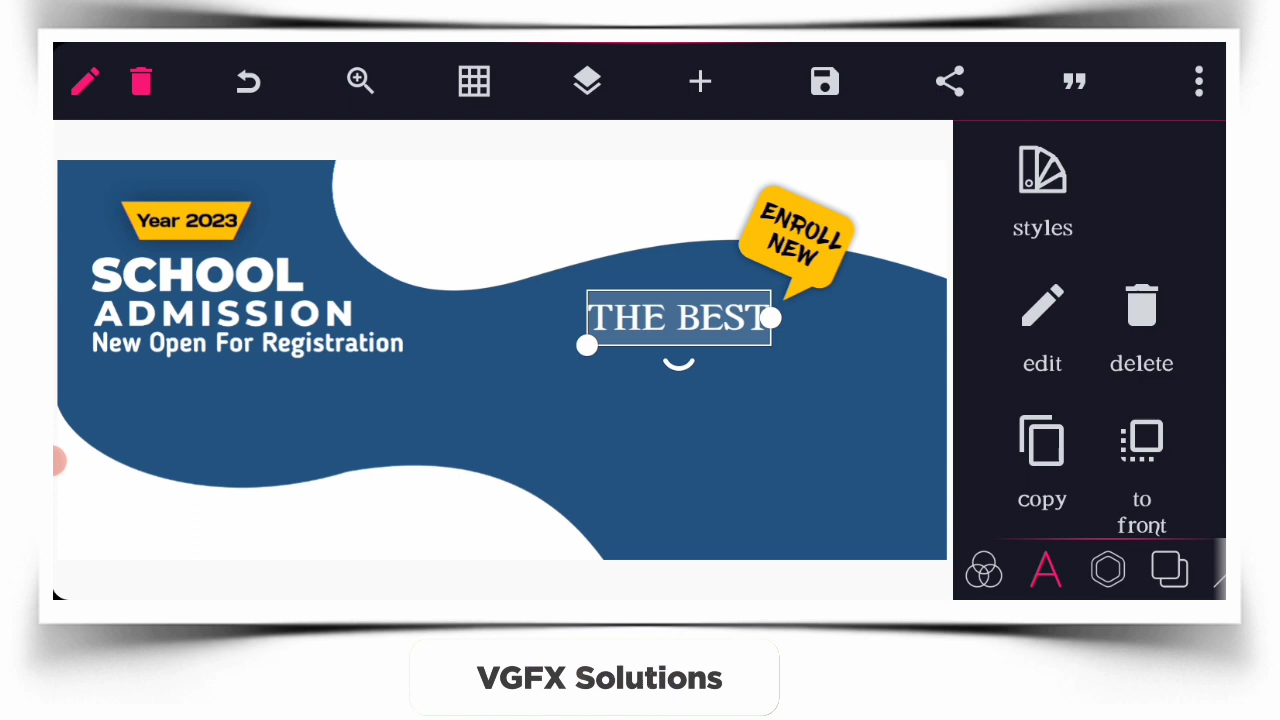 Year 2023
SCHOOL
ADMISSION
New Open For Registration
ENROLL
NEW
THE BEST
styles
edit
delete
copy
to
front
VGFX Solutions